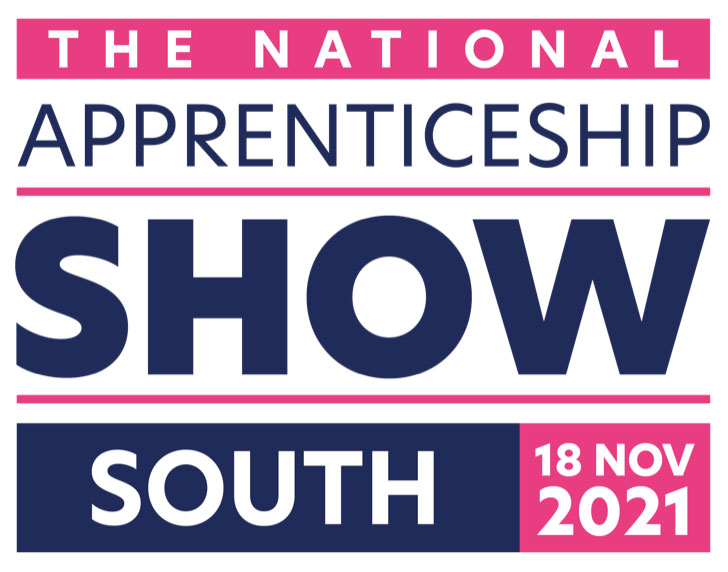 THE NATIONAL
APPRENTICESHIP
SHOW
SOUTH
18 NOV
2021